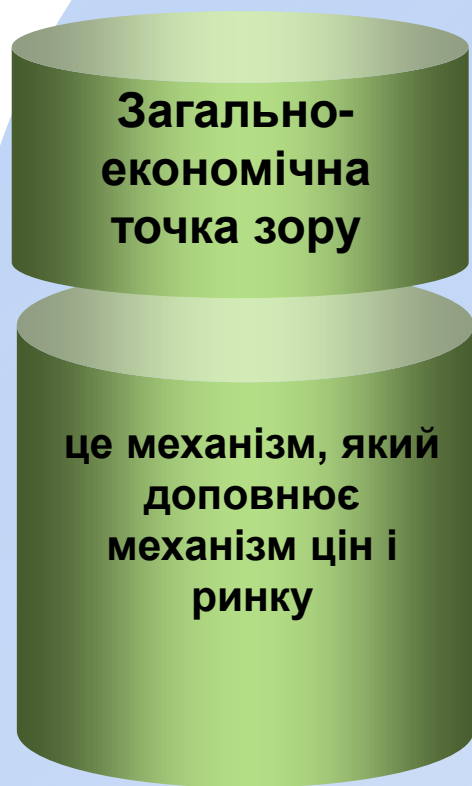 Загально-
економічна
точка зору
це механізм, який
доповнює
механізм цін і
ринку